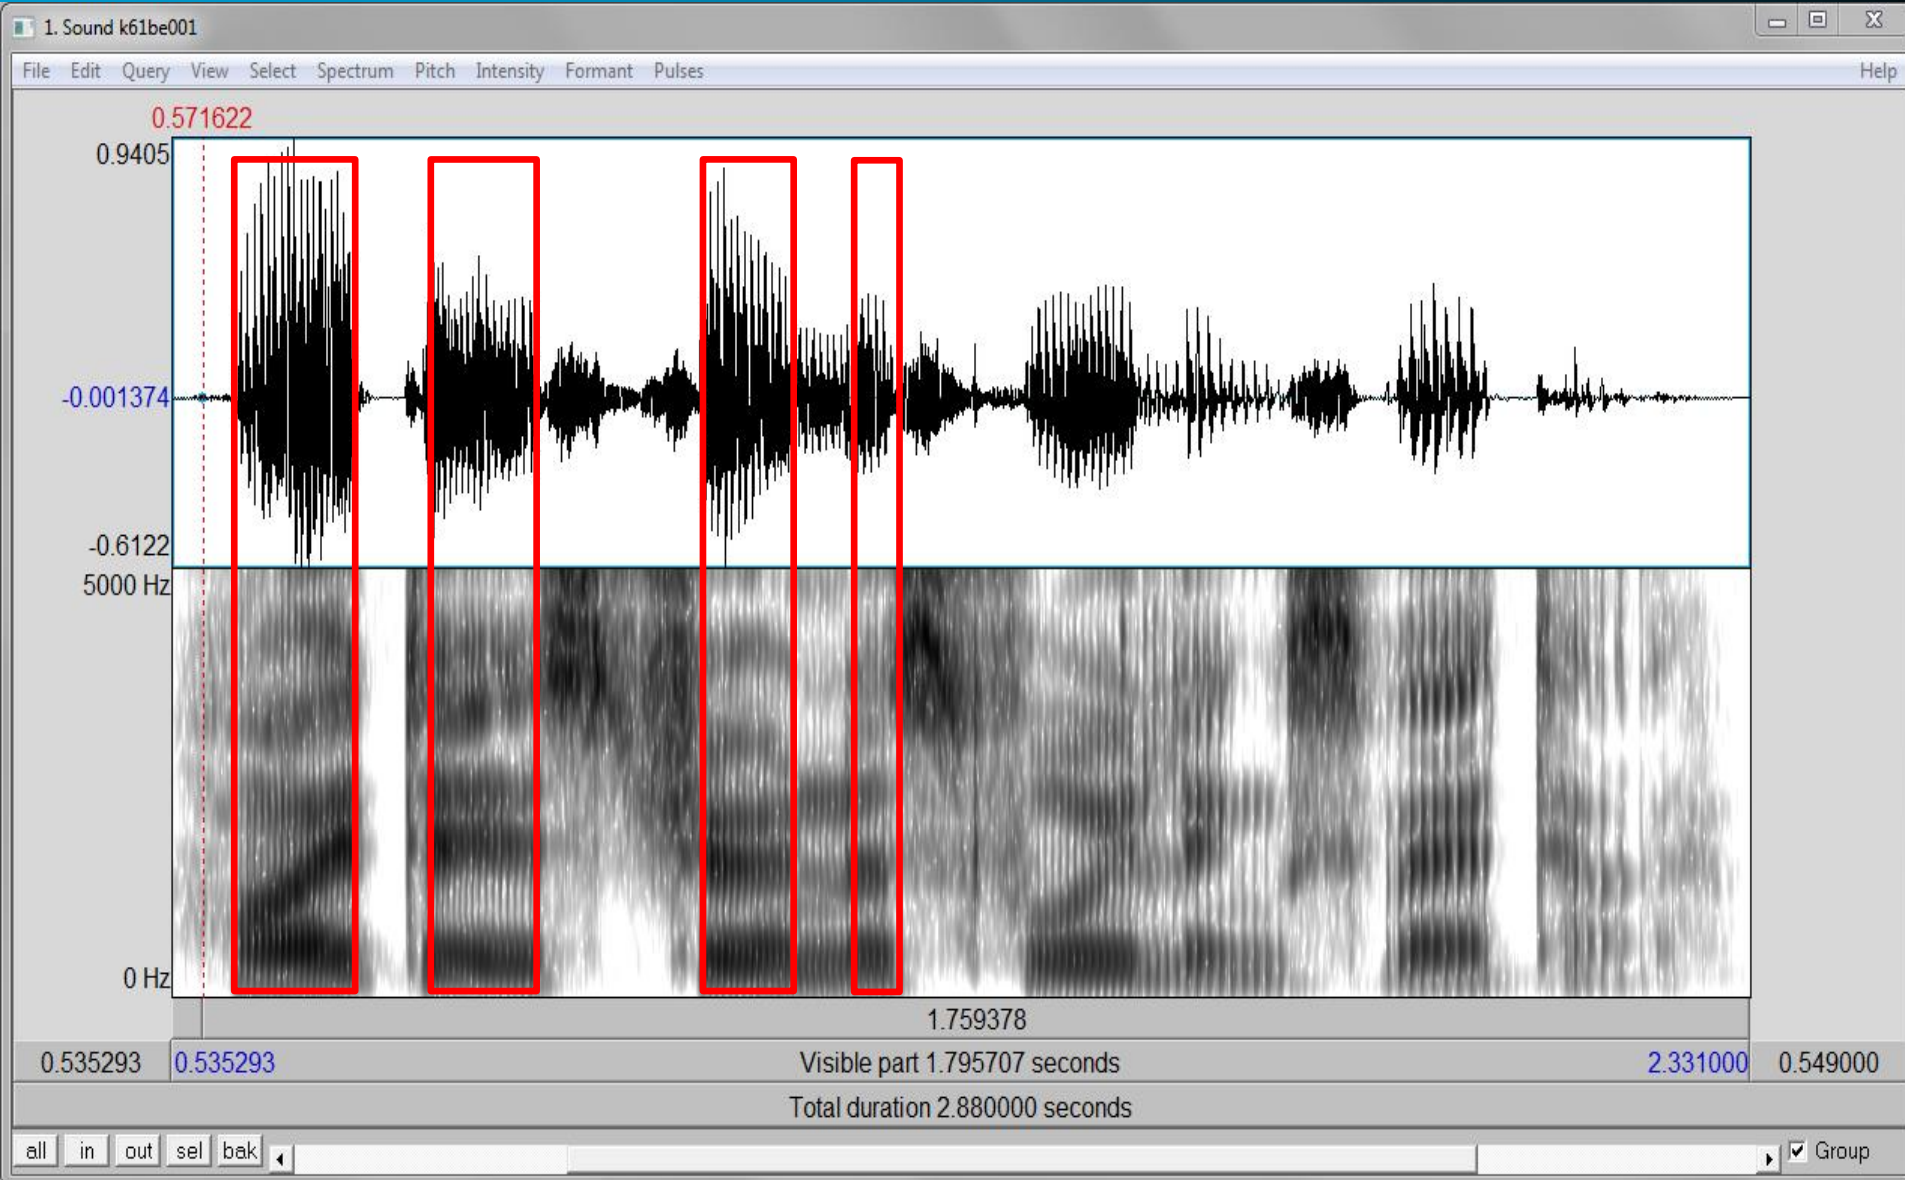 1. Sound k61be001
File Edit Query View Select Spectrum Pitch Intensity Formant Pulses Help
0.571622
0.9405
-0.001374
-0.6122
5000 Hz
0 Hz
1.759378
0.535293 0.535293 Visible part 1.795707 seconds 2.331000 0.549000
Total duration 2.880000 seconds
all in out sel bak Group